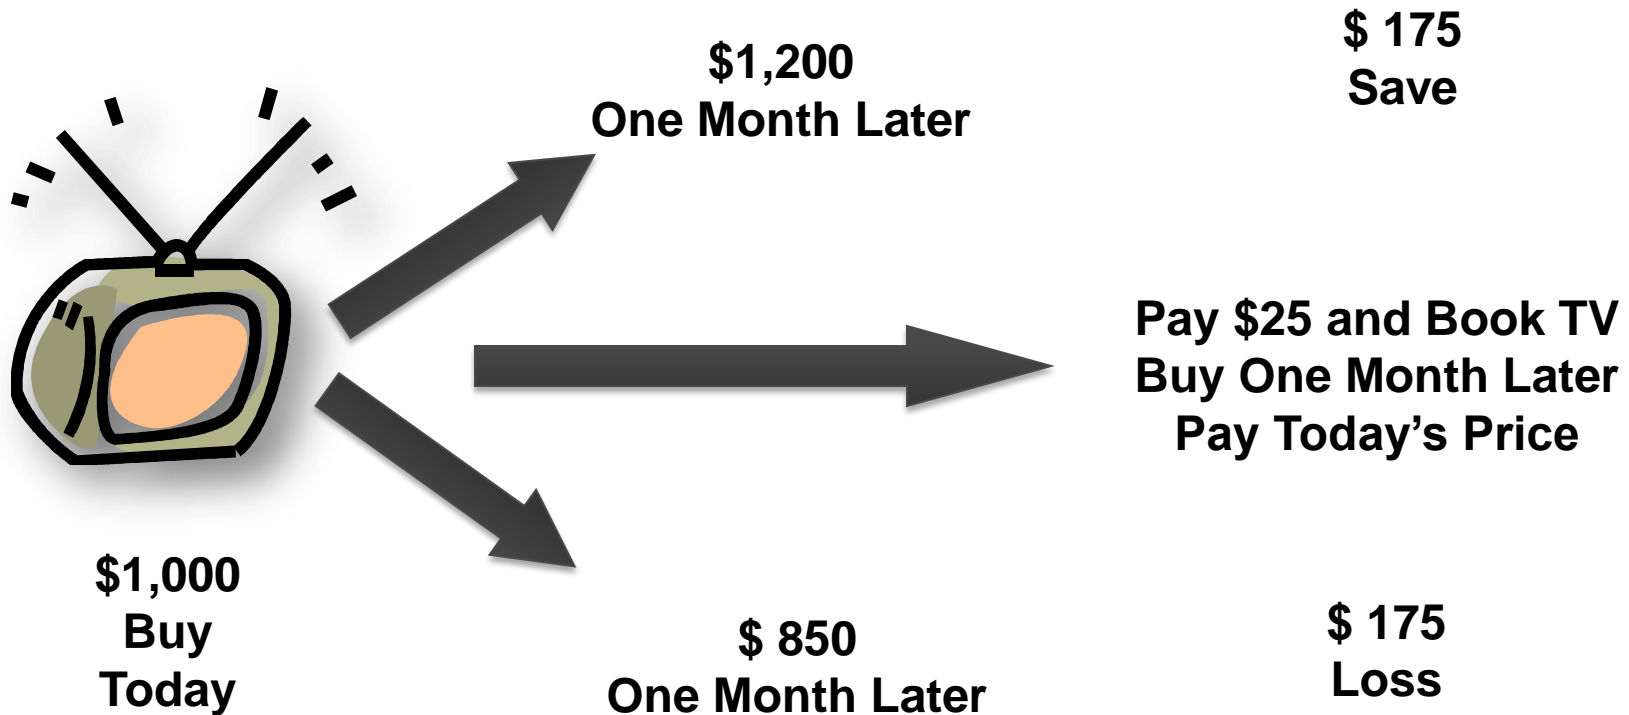 $1,200
One Month Later
$ 175
Save
Pay $25 and Book TV
Buy One Month Later
Pay Today’s Price
$1,000
Buy
Today
$ 850
One Month Later
$ 175
Loss